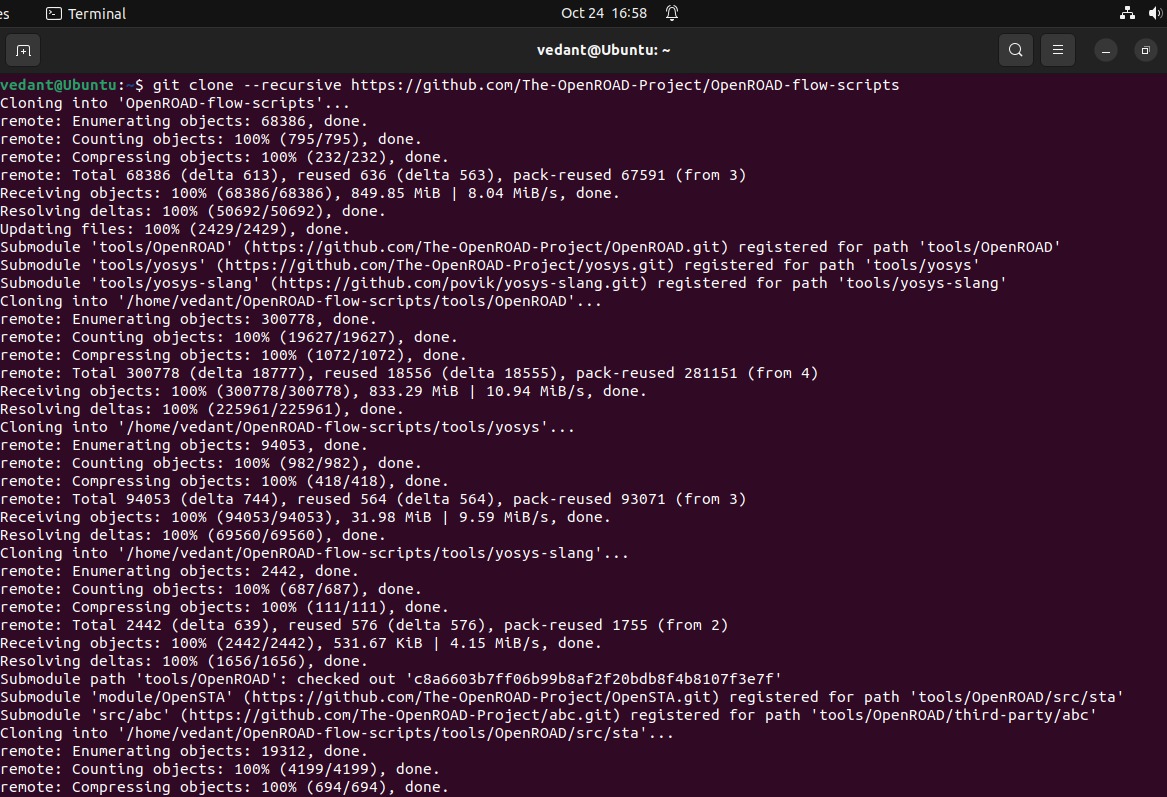 es
Terminal
Oct 24 16:58
vedant@Ubuntu: ~
vedant@Ubuntu:~$ git clone --recursive https://github.com/The-OpenROAD-Project/OpenROAD-flow-scripts
Cloning into 'OpenROAD-flow-scripts'...
remote: Enumerating objects: 68386, done.
remote: Counting objects: 100% (795/795), done.
remote: Compressing objects: 100% (232/232), done.
remote: Total 68386 (delta 613), reused 636 (delta 563), pack-reused 67591 (from 3)
Receiving objects: 100% (68386/68386), 849.85 MiB | 8.04 MiB/s, done.
Resolving deltas: 100% (50692/50692), done.
Updating files: 100% (2429/2429), done.
Submodule 'tools/OpenROAD' (https://github.com/The-OpenROAD-Project/OpenROAD.git) registered for path 'tools/OpenROAD'
Submodule 'tools/yosys' (https://github.com/The-OpenROAD-Project/yosys.git) registered for path 'tools/yosys'
Submodule 'tools/yosys-slang' (https://github.com/povik/yosys-slang.git) registered for path 'tools/yosys-slang'
Cloning into '/home/vedant/OpenROAD-flow-scripts/tools/OpenROAD'...
remote: Enumerating objects: 300778, done.
remote: Counting objects: 100% (19627/19627), done.
remote: Compressing objects: 100% (1072/1072), done.
remote: Total 300778 (delta 18777), reused 18556 (delta 18555), pack-reused 281151 (from 4)
Receiving objects: 100% (300778/300778), 833.29 MiB | 10.94 MiB/s, done.
Resolving deltas: 100% (225961/225961), done.
Cloning into '/home/vedant/OpenROAD-flow-scripts/tools/yosys'...
remote: Enumerating objects: 94053, done.
remote: Counting objects: 100% (982/982), done.
remote: Compressing objects: 100% (418/418), done.
remote: Total 94053 (delta 744), reused 564 (delta 564), pack-reused 93071 (from 3)
Receiving objects: 100% (94053/94053), 31.98 MiB | 9.59 MiB/s, done.
Resolving deltas: 100% (69560/69560), done.
Cloning into '/home/vedant/OpenROAD-flow-scripts/tools/yosys-slang'...
remote: Enumerating objects: 2442, done.
remote: Counting objects: 100% (687/687), done.
remote: Compressing objects: 100% (111/111), done.
remote: Total 2442 (delta 639), reused 576 (delta 576), pack-reused 1755 (from 2)
Receiving objects: 100% (2442/2442), 531.67 KiB | 4.15 MiB/s, done.
Resolving deltas: 100% (1656/1656), done.
Submodule path 'tools/OpenROAD': checked out 'c8a6603b7ff06b99b8af2f20bdb8f4b8107f3e7f'
Submodule 'module/OpenSTA' (https://github.com/The-OpenROAD-Project/OpenSTA.git) registered for path 'tools/OpenROAD/src/sta'
Submodule 'src/abc' (https://github.com/The-OpenROAD-Project/abc.git) registered for path 'tools/OpenROAD/third-party/abc'
Cloning into '/home/vedant/OpenROAD-flow-scripts/tools/OpenROAD/src/sta'...
remote: Enumerating objects: 19312, done.
remote: Counting objects: 100% (4199/4199), done.
remote: Compressing objects: 100% (694/694), done.